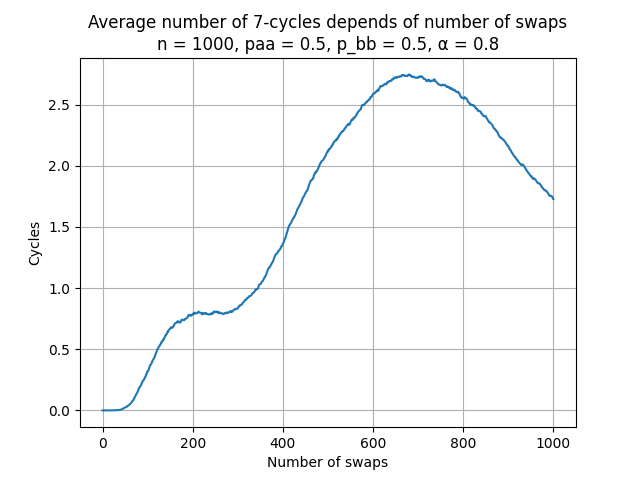 Average number of 7-cycles depends of number of swaps
n = 1000, paa = 0.5, p_bb = 0.5, α = 0.8
2.5
2.0
1.5
1.0
0.5
0.0
Cycles
0 200 400 600 800 1000
Number of swaps